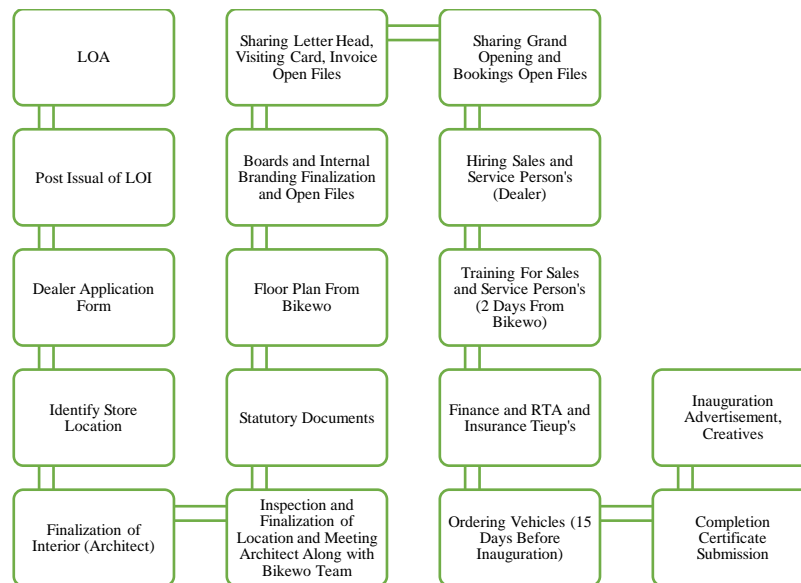 LOA
Post Issual of LOI
Dealer Application
Form
Identify Store
Location
Finalization of
Interior (Architect)
Inspection and
Finalization of
Location and Meeting
Architect Along with
Bikewo Team
Statutory Documents
Floor Plan From
Bikewo
Boards and Internal
Branding Finalization
and Open Files
Sharing Letter Head,
Visiting Card, Invoice
Open Files
Sharing Grand
Opening and
Bookings Open Files
Hiring Sales and
Service Person's
(Dealer)
Training For Sales
and Service Person's
(2 Days From
Bikewo)
Finance and RTA and
Insurance Tieup's
Ordering Vehicles (15
Days Before
Inauguration)
Completion
Certificate
Submission
Inauguration
Advertisement,
Creatives